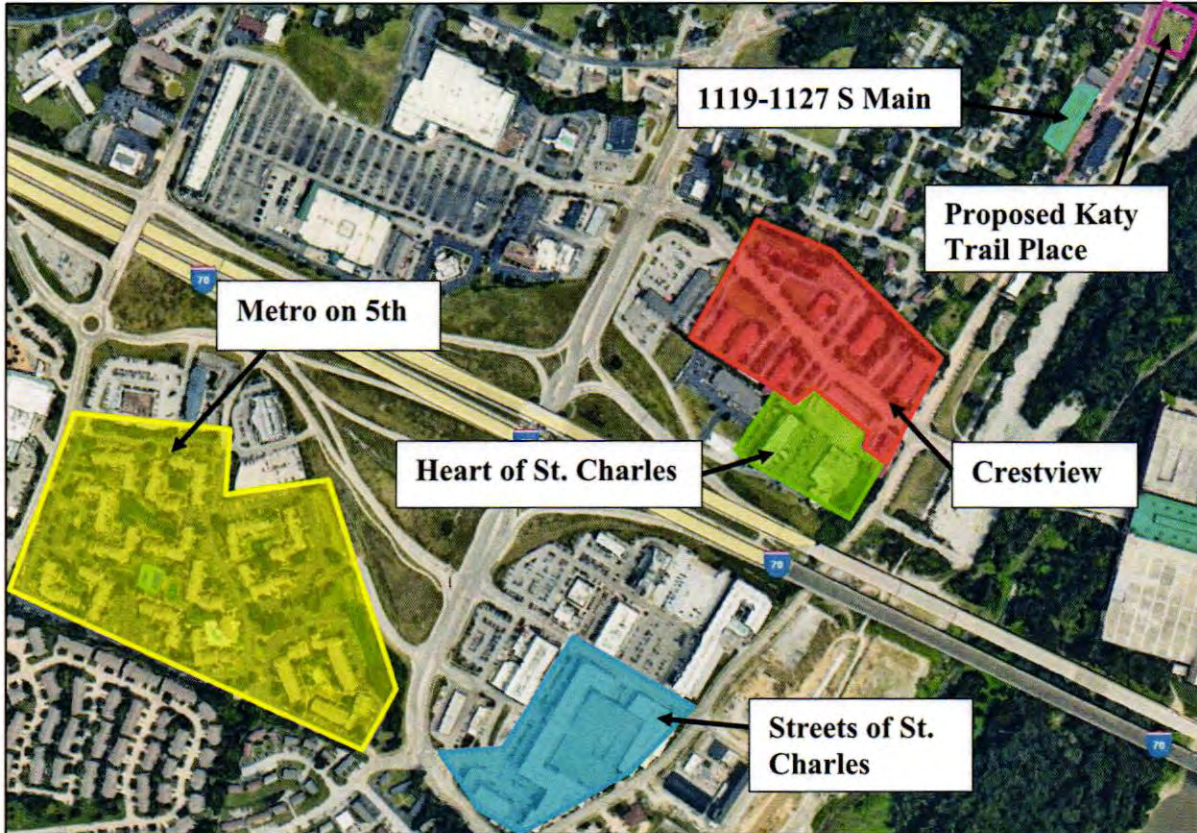 1119-1127 S Main
Proposed Katy
Trail Place
70
Metro on 5th
Heart of St. Charles
Crestview
70
70
Streets of St.
Charles
70